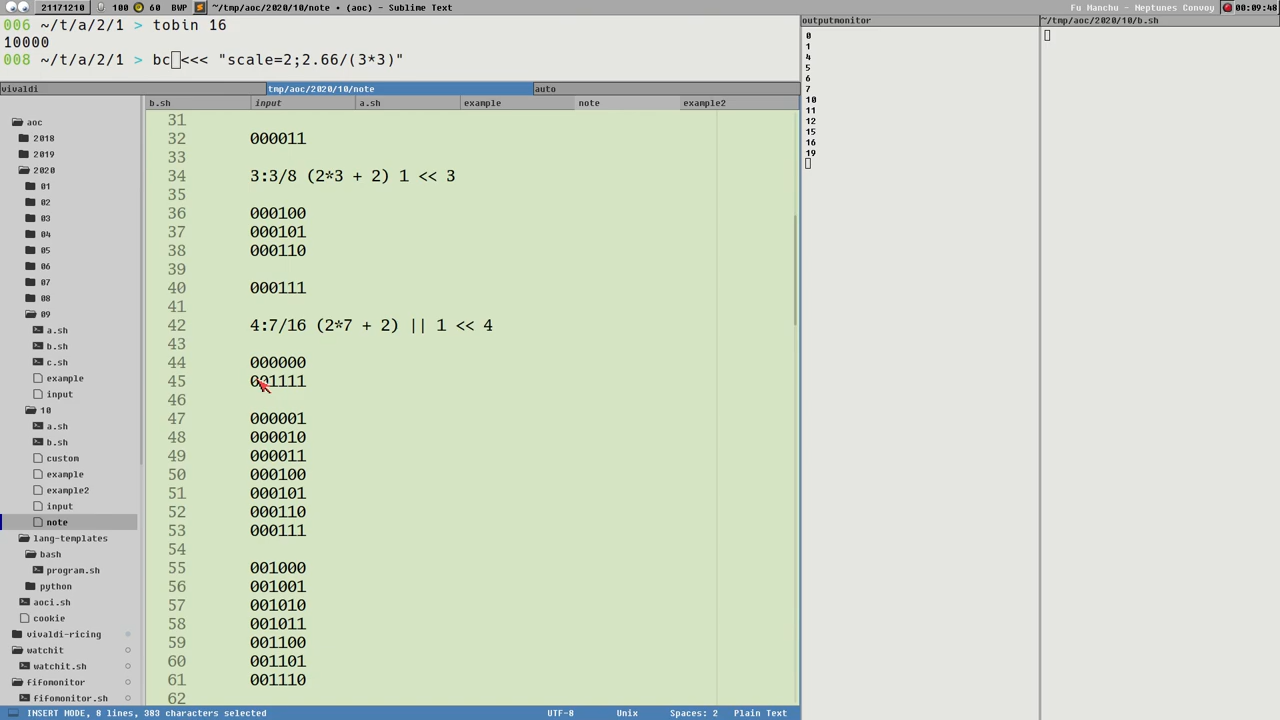 21171210 100 60 BWP ~/tmp/aoc/2020/10/note • (aoc) - Sublime Text Fu Manchu - Neptunes Convoy 00:09:48
006 ~/t/a/2/1 > tobin 16
10000
008 ~/t/a/2/1 > bc <<< "scale=2;2.66/(3*3)"
vivaldi tmp/aoc/2020/10/note auto
b.sh input a.sh example note example2
aoc
2018
2019
2020
01
02
03
04
05
06
07
08
09
a.sh
b.sh
c.sh
example
input
10
a.sh
b.sh
custom
example
example2
input
note
lang-templates
bash
program.sh
python
aoci.sh
cookie
vivaldi-ricing
watchit
watchit.sh
fifomonitor
fifomonitor.sh
31
32 000011
33
34 3:3/8 (2*3 + 2) 1 << 3
35
36 000100
37 000101
38 000110
39
40 000111
41
42 4:7/16 (2*7 + 2) || 1 << 4
43
44 000000
45 001111
46
47 000001
48 000010
49 000011
50 000100
51 000101
52 000110
53 000111
54
55 001000
56 001001
57 001010
58 001011
59 001100
60 001101
61 001110
62
INSERT MODE, 8 lines, 383 characters selected UTF-8 Unix Spaces: 2 Plain Text
outputmonitor
0
1
4
5
6
7
10
11
12
15
16
19
~/tmp/aoc/2020/10/b.sh